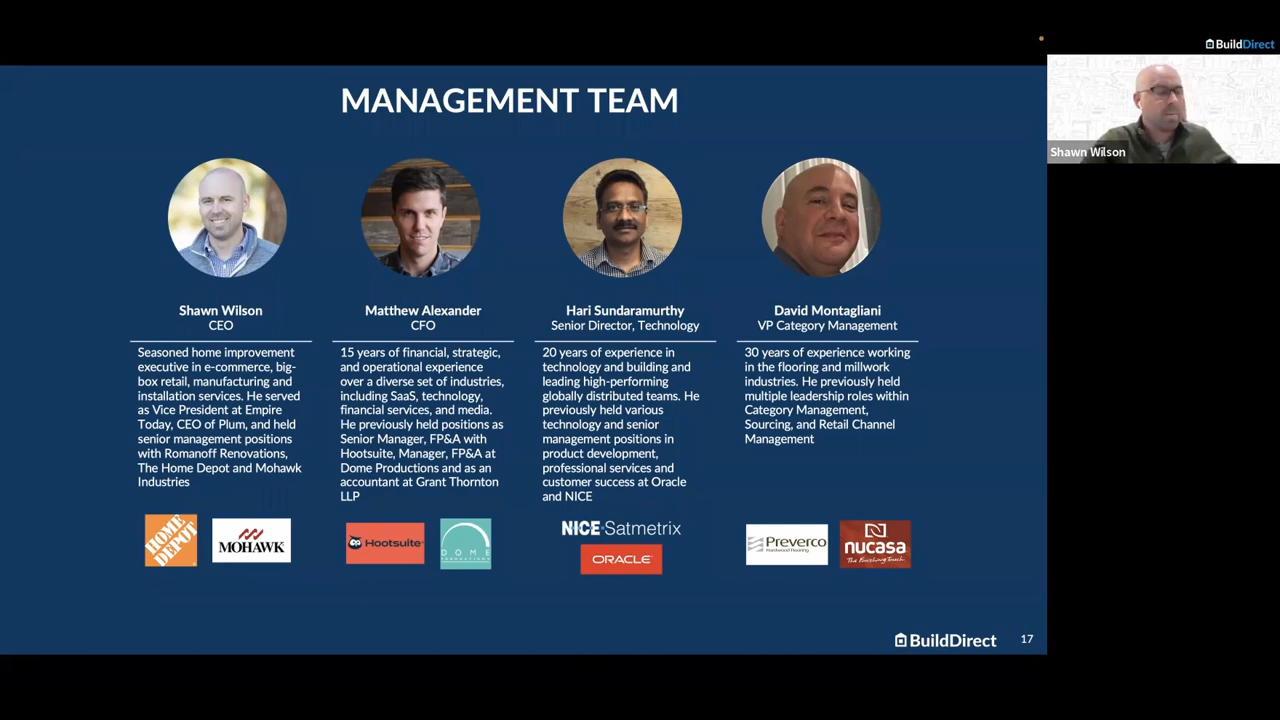 BuildDirect
MANAGEMENT TEAM
Shawn Wilson
Shawn Wilson
CEO
Seasoned home improvement
executive in e-commerce, big-
box retail, manufacturing and
installation services. He served
as Vice President at Empire
Today, CEO of Plum, and held
senior management positions
with Romanoff Renovations,
The Home Depot and Mohawk
Industries
THE
HOME
DEPOT
MOHAWK
Matthew Alexander
CFO
15 years of financial, strategic,
and operational experience
over a diverse set of industries,
including SaaS, technology,
financial services, and media.
He previously held positions as
Senior Manager, FP&A with
Hootsuite, Manager, FP&A at
Dome Productions and as an
accountant at Grant Thornton
LLP
Hootsuite
DOME
PRODUCTIONS
Hari Sundaramurthy
Senior Director, Technology
20 years of experience in
technology and building and
leading high-performing
globally distributed teams. He
previously held various
technology and senior
management positions in
product development,
professional services and
customer success at Oracle
and NICE
NICE Satmetrix
ORACLE
David Montagliani
VP Category Management
30 years of experience working
in the flooring and millwork
industries. He previously held
multiple leadership roles within
Category Management,
Sourcing, and Retail Channel
Management
Preverco
Hardwood Flooring
nucasa
The Finishing Touch
BuildDirect
17